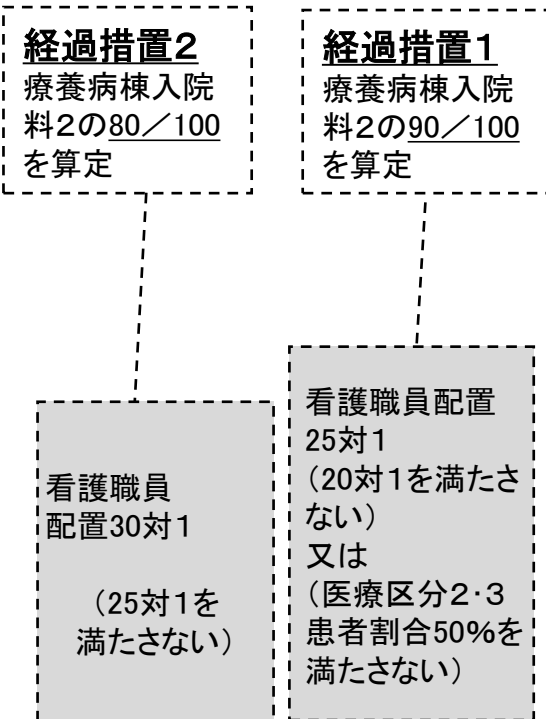 経過措置2
療養病棟入院
料2の80／100
を算定
経過措置1
療養病棟入院
料2の90／100
を算定
看護職員
配置30対1
（25対1を
満たさない）
看護職員配置
25対1
（20対1を満たさ
ない）
又は
（医療区分2・3
患者割合50%を
満たさない）